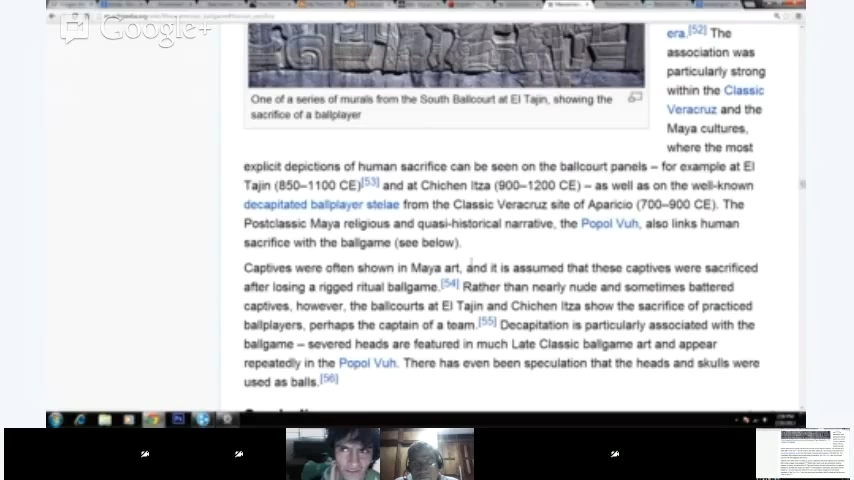 Google+
era.[52] The
association was
particularly strong
within the Classic
One of a series of murals from the South Ballcourt at El Tajin, showing the
Veracruz and the
sacrifice of a ballplayer
Maya cultures,
where the most
explicit depictions of human sacrifice can be seen on the ballcourt panels – for example at El
Tajin (850–1100 CE)[53] and at Chichen Itza (900–1200 CE) – as well as on the well-known
decapitated ballplayer stelae from the Classic Veracruz site of Aparicio (700–900 CE). The
Postclassic Maya religious and quasi-historical narrative, the Popol Vuh, also links human
sacrifice with the ballgame (see below).
Captives were often shown in Maya art, and it is assumed that these captives were sacrificed
after losing a rigged ritual ballgame.[54] Rather than nearly nude and sometimes battered
captives, however, the ballcourts at El Tajin and Chichen Itza show the sacrifice of practiced
ballplayers, perhaps the captain of a team.[55] Decapitation is particularly associated with the
ballgame – severed heads are featured in much Late Classic ballgame art and appear
repeatedly in the Popol Vuh. There has even been speculation that the heads and skulls were
used as balls.[56]